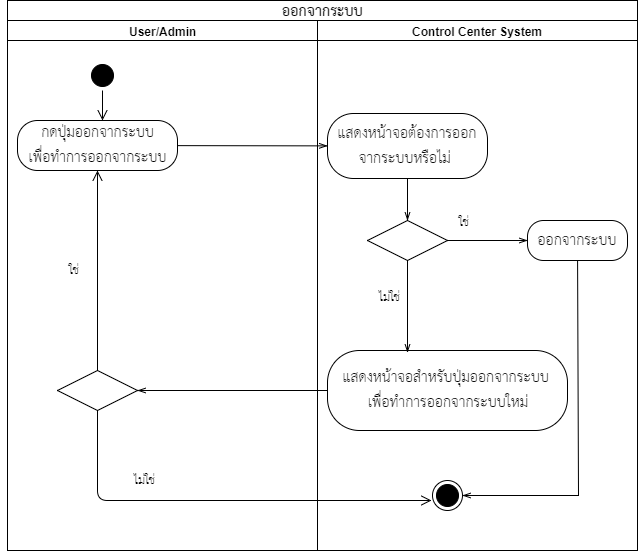 ออกจากระบบ
User/Admin
Control Center System
กดปุ่มออกจากระบบ
เพื่อทำการออกจากระบบ
แสดงหน้าจอต้องการออก
จากระบบหรือไม่
ใช่
ออกจากระบบ
ใช่
ไม่ใช่
แสดงหน้าจอสำหรับปุ่มออกจากระบบ
เพื่อทำการออกจากระบบใหม่
ไม่ใช่